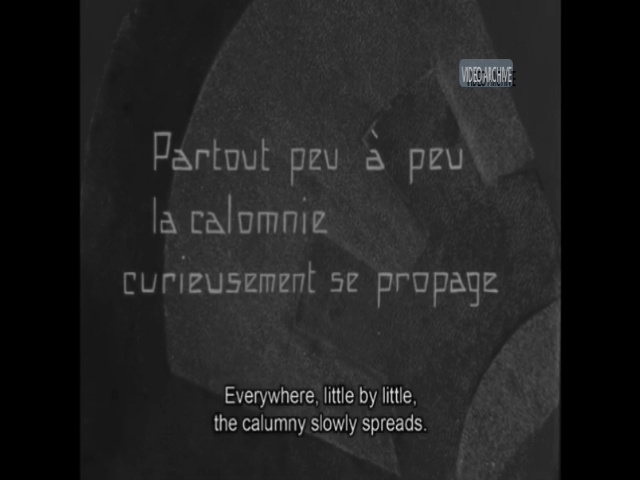 VIDEO ARCHIVE
Partout peu à peu
la calomnie
curieusement se propage
Everywhere, little by little,
the calumny slowly spreads.